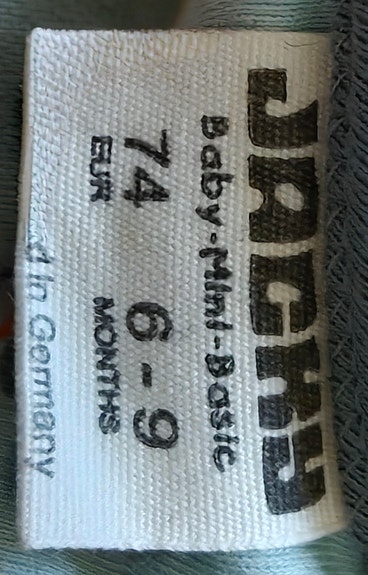 JACKY
Baby-Mini-Basic
74 6-9
EUR MONTHS
in Germany